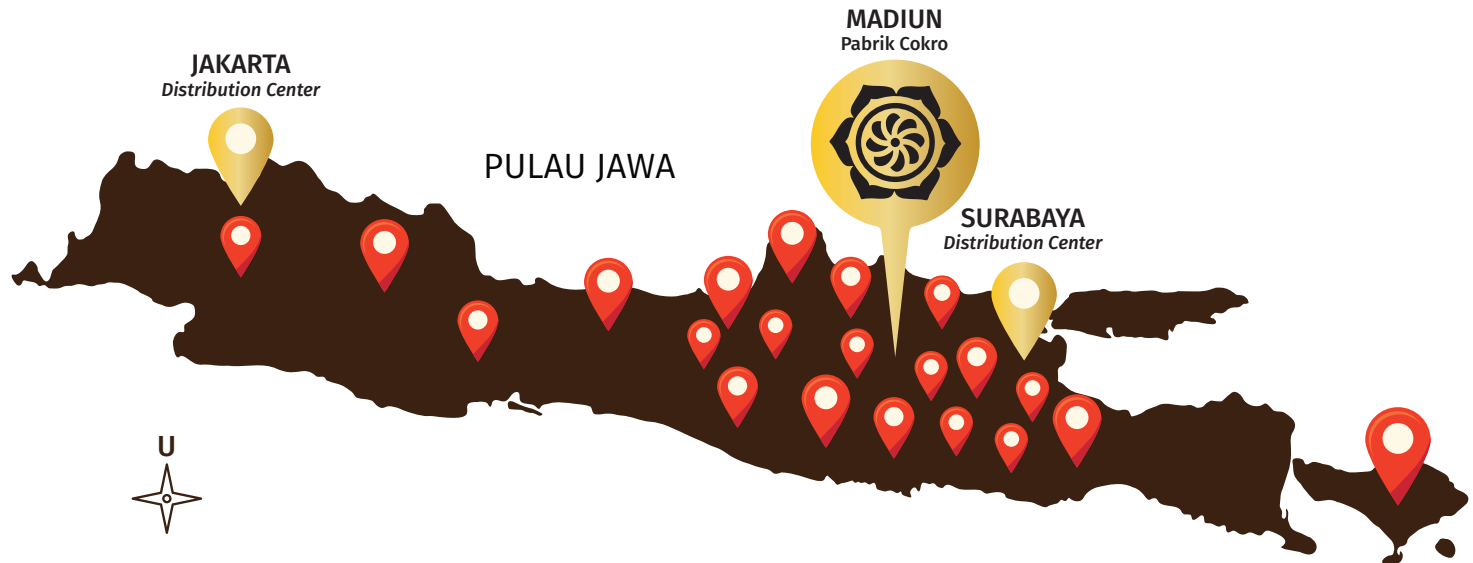 MADIUN
Pabrik Cokro
JAKARTA
Distribution Center
PULAU JAWA
SURABAYA
Distribution Center
U